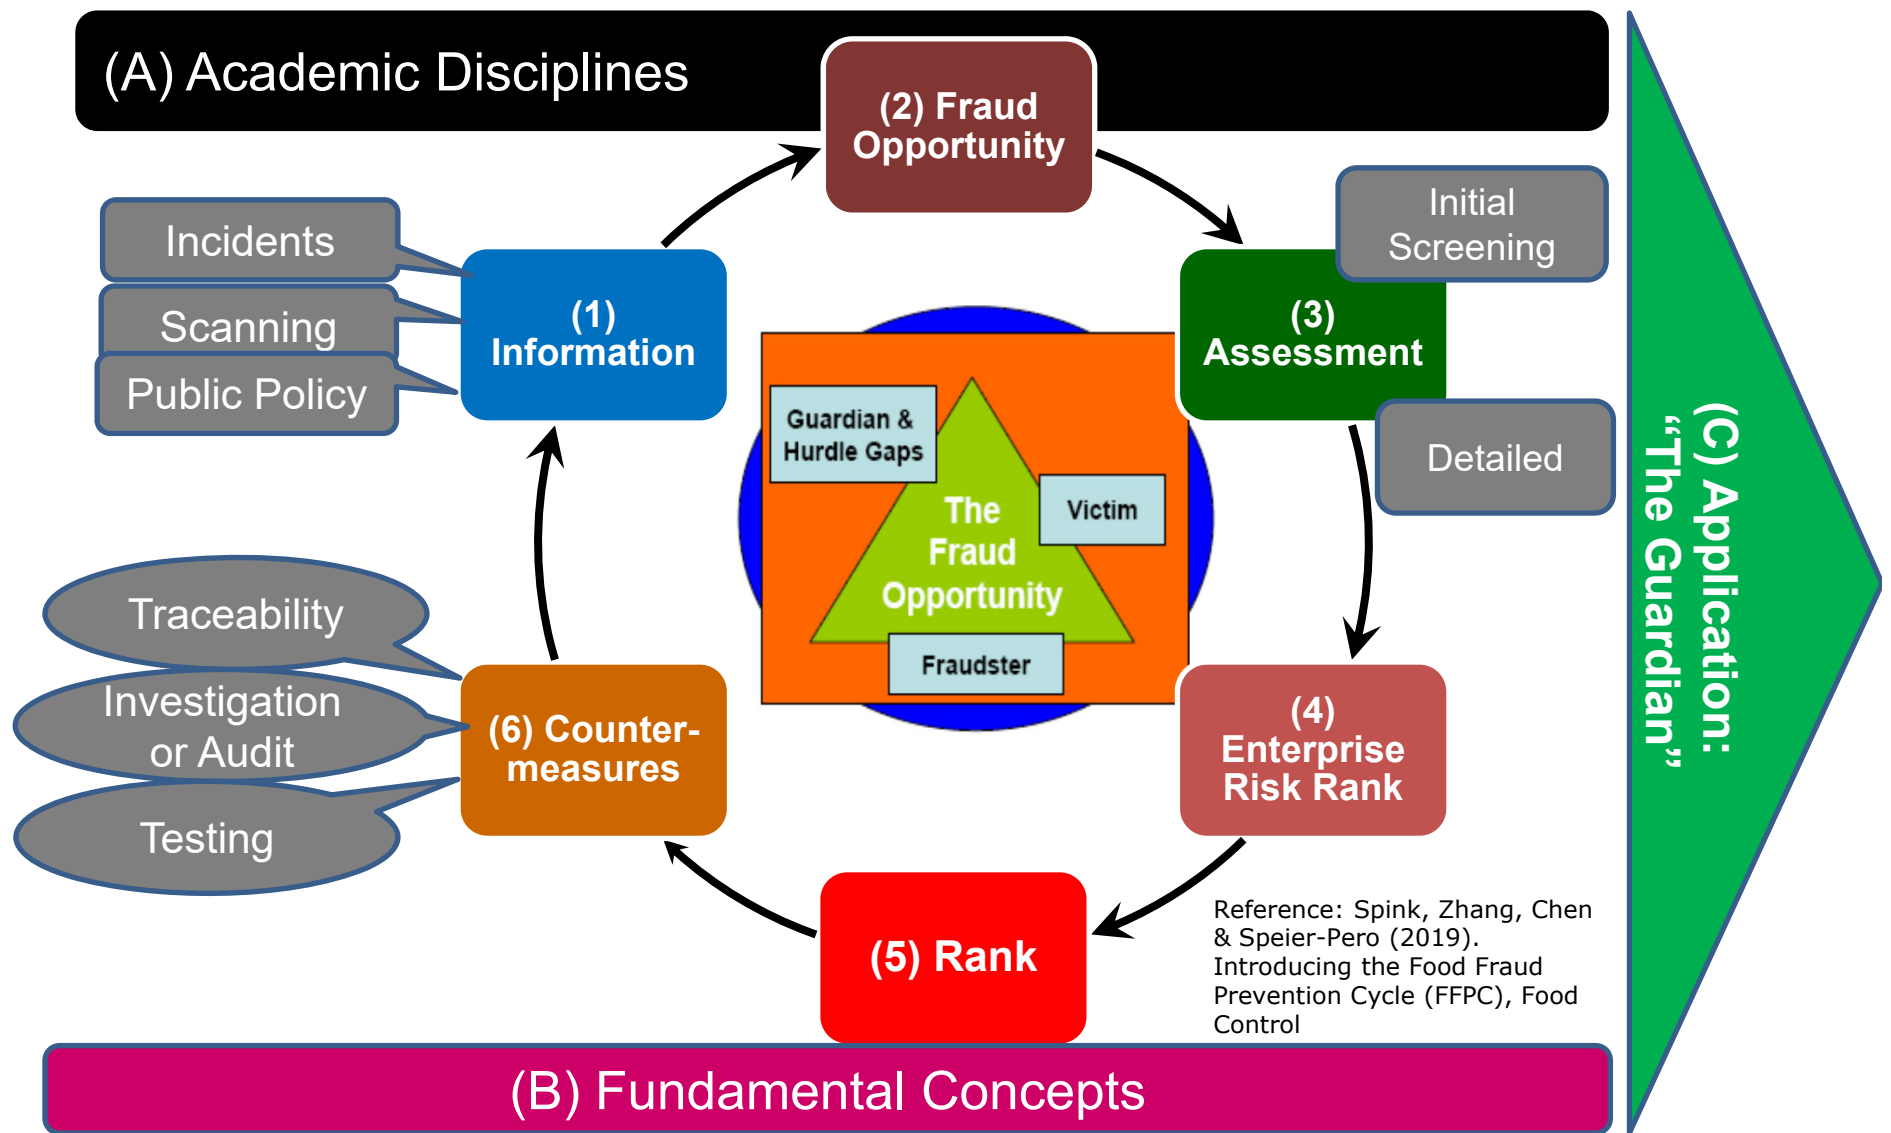 (A) Academic Disciplines
(2) Fraud
Opportunity
Initial
Screening
Incidents
Scanning
Public Policy
(1)
Information
(3)
Assessment
Detailed
Guardian &
Hurdle Gaps
Victim
The
Fraud
Opportunity
Fraudster
(C) Application:
“The Guardian”
Traceability
Investigation
or Audit
Testing
(6) Counter-
measures
(4)
Enterprise
Risk Rank
(5) Rank
Reference: Spink, Zhang, Chen
& Speier-Pero (2019).
Introducing the Food Fraud
Prevention Cycle (FFPC), Food
Control
(B) Fundamental Concepts